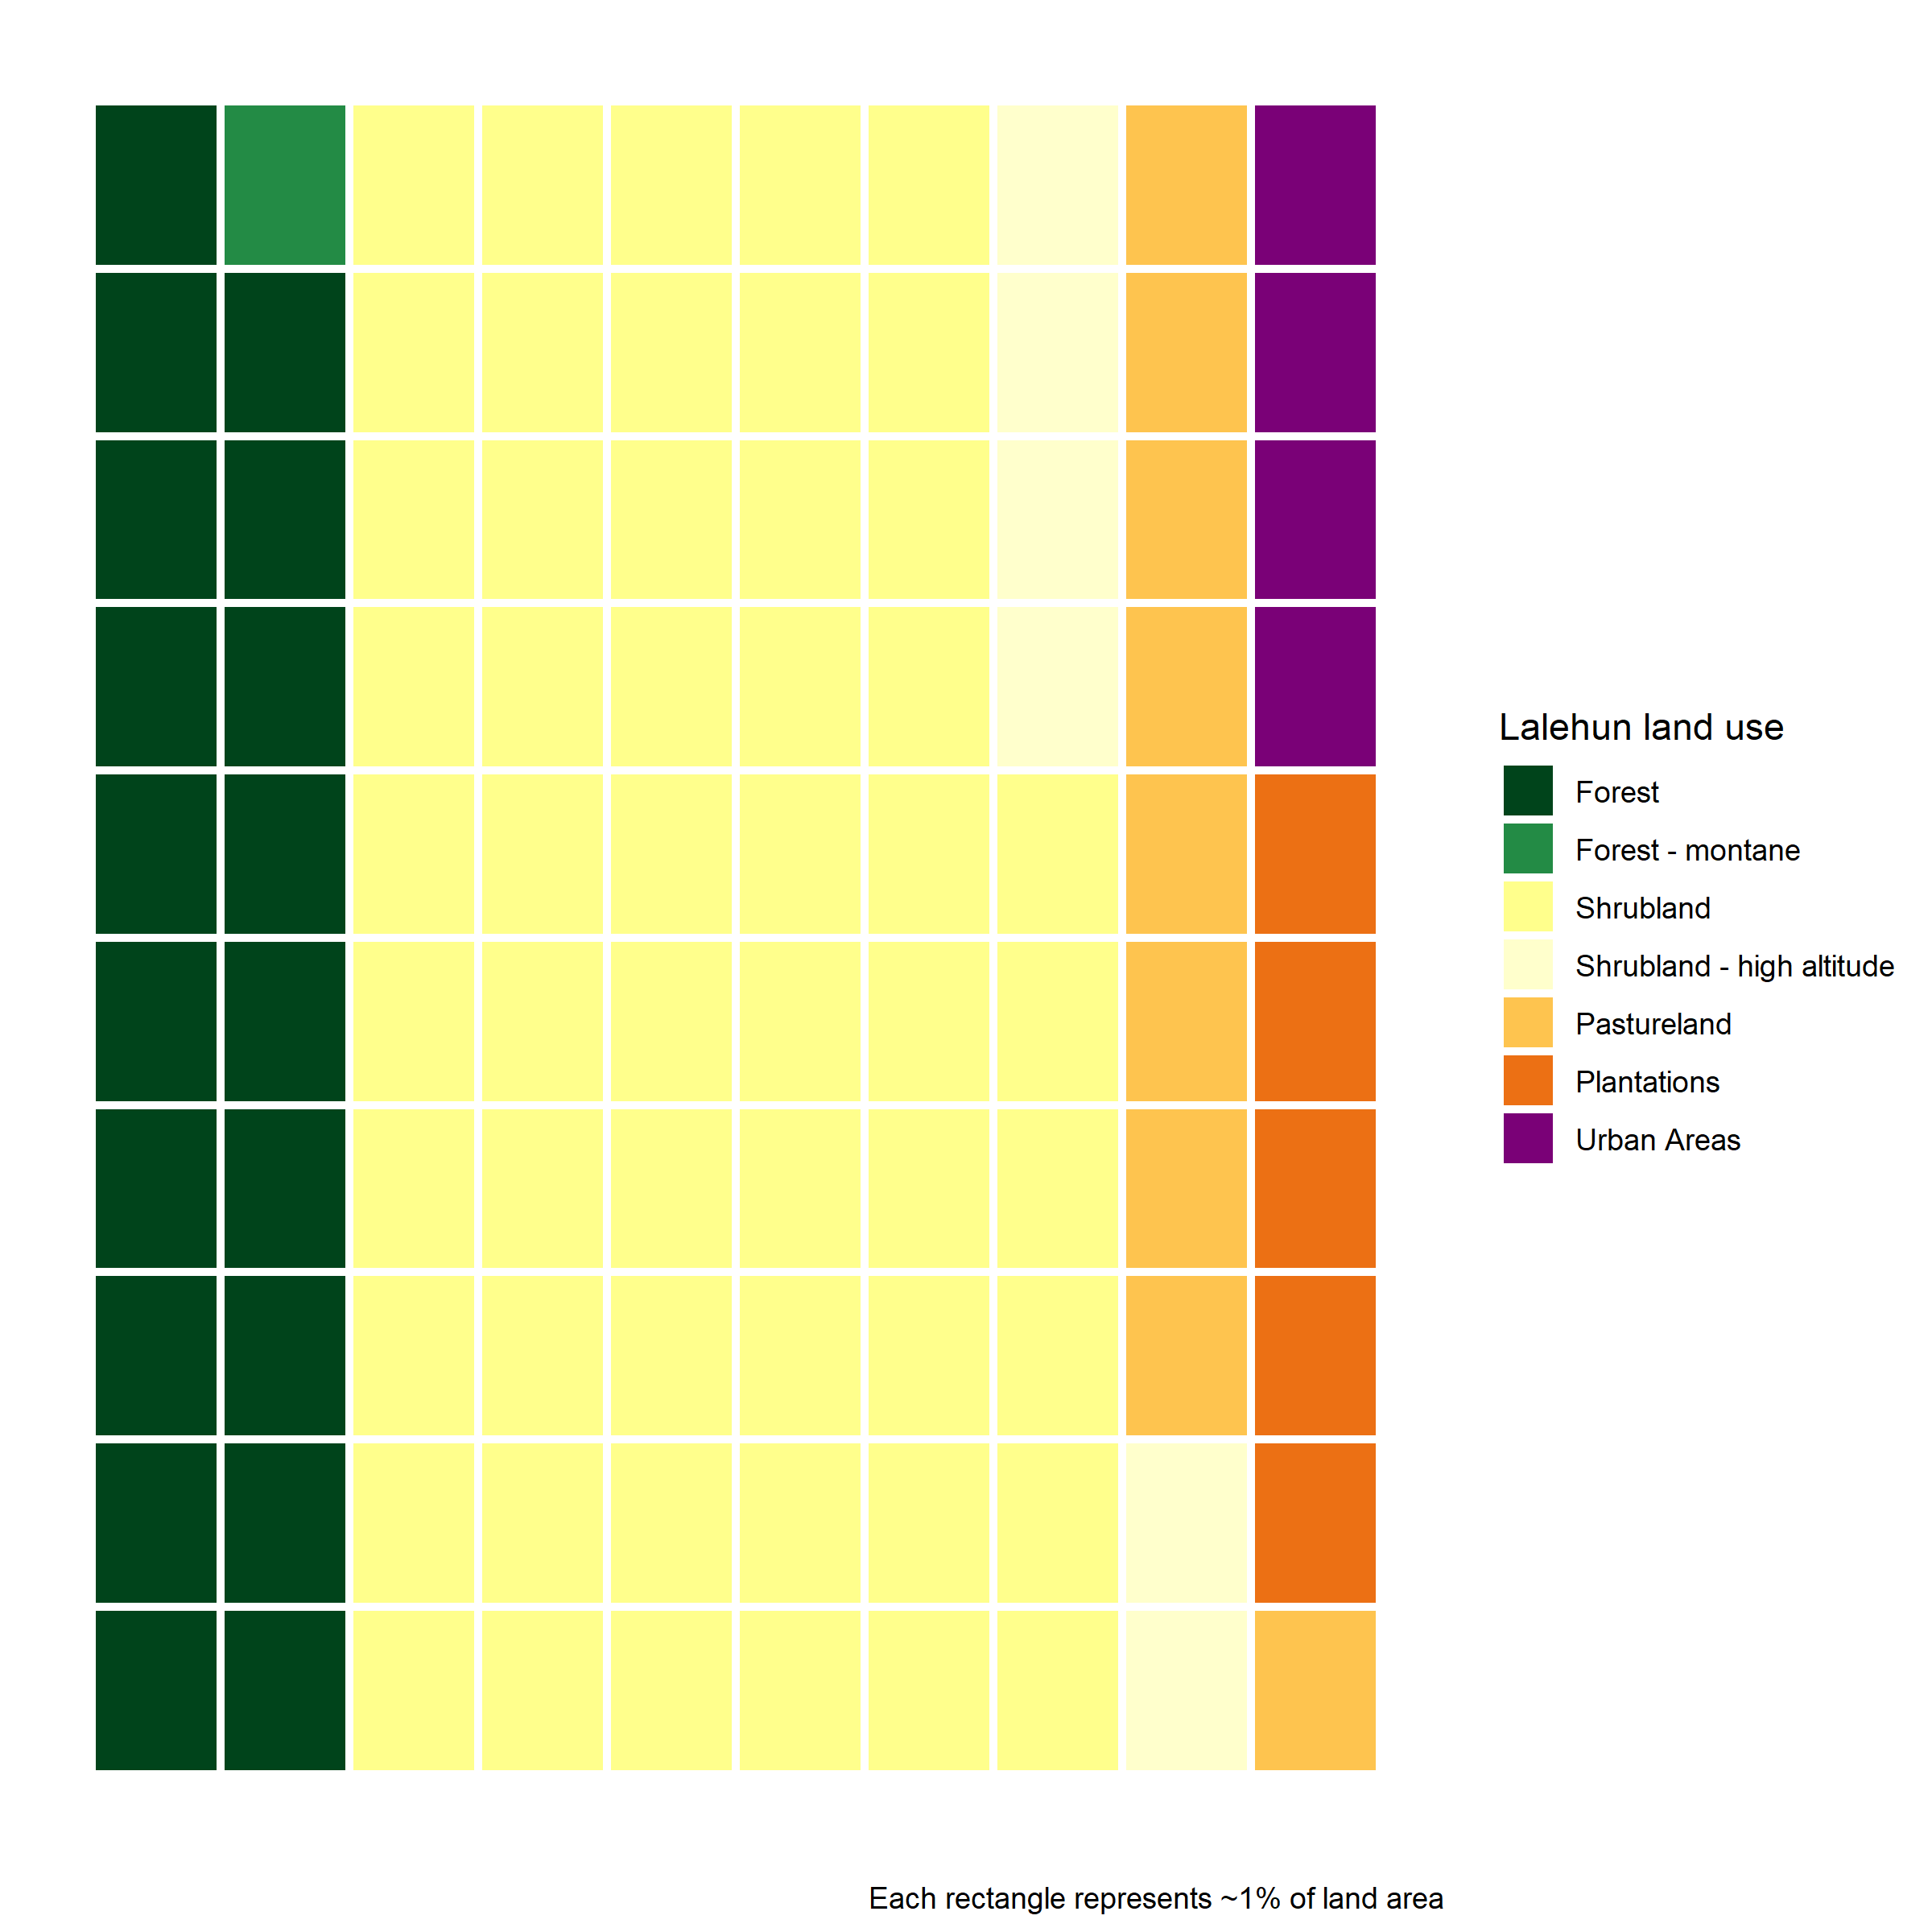 Lalehun land use
Forest
Forest - montane
Shrubland
Shrubland - high altitude
Pastureland
Plantations
Urban Areas
Each rectangle represents ~1% of land area